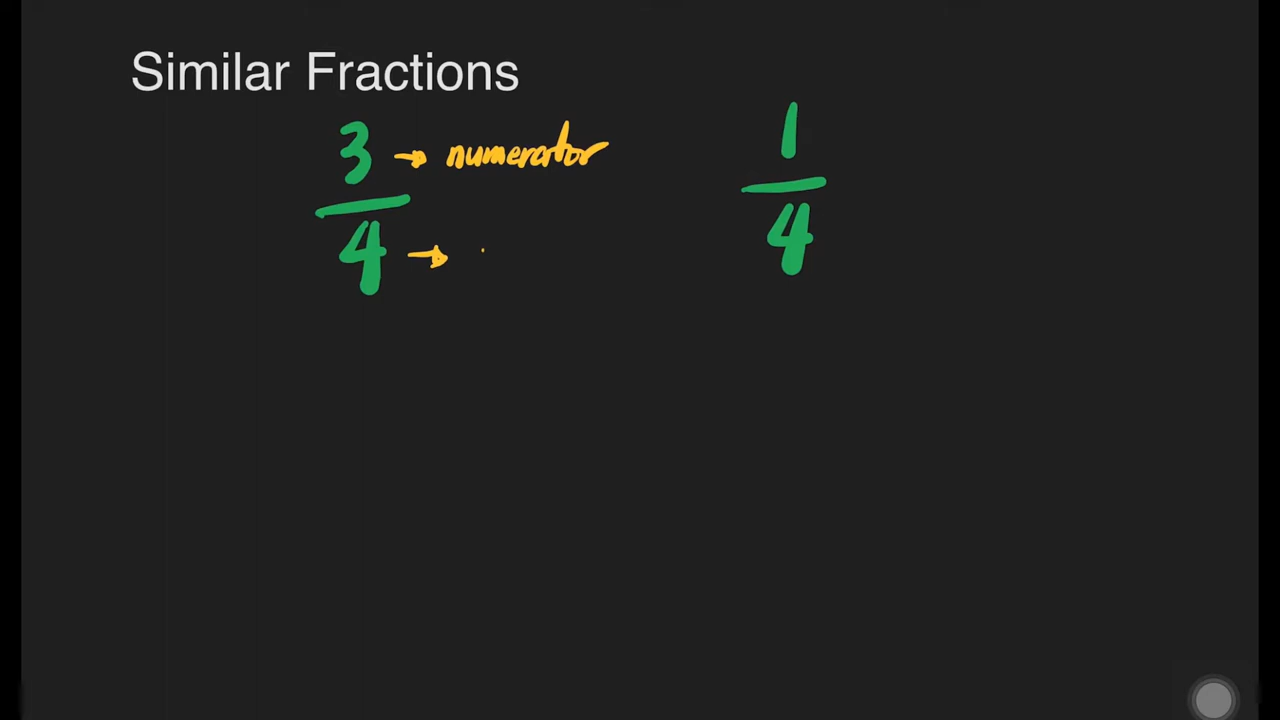 Similar Fractions
3 → numerator
4 →
1
4